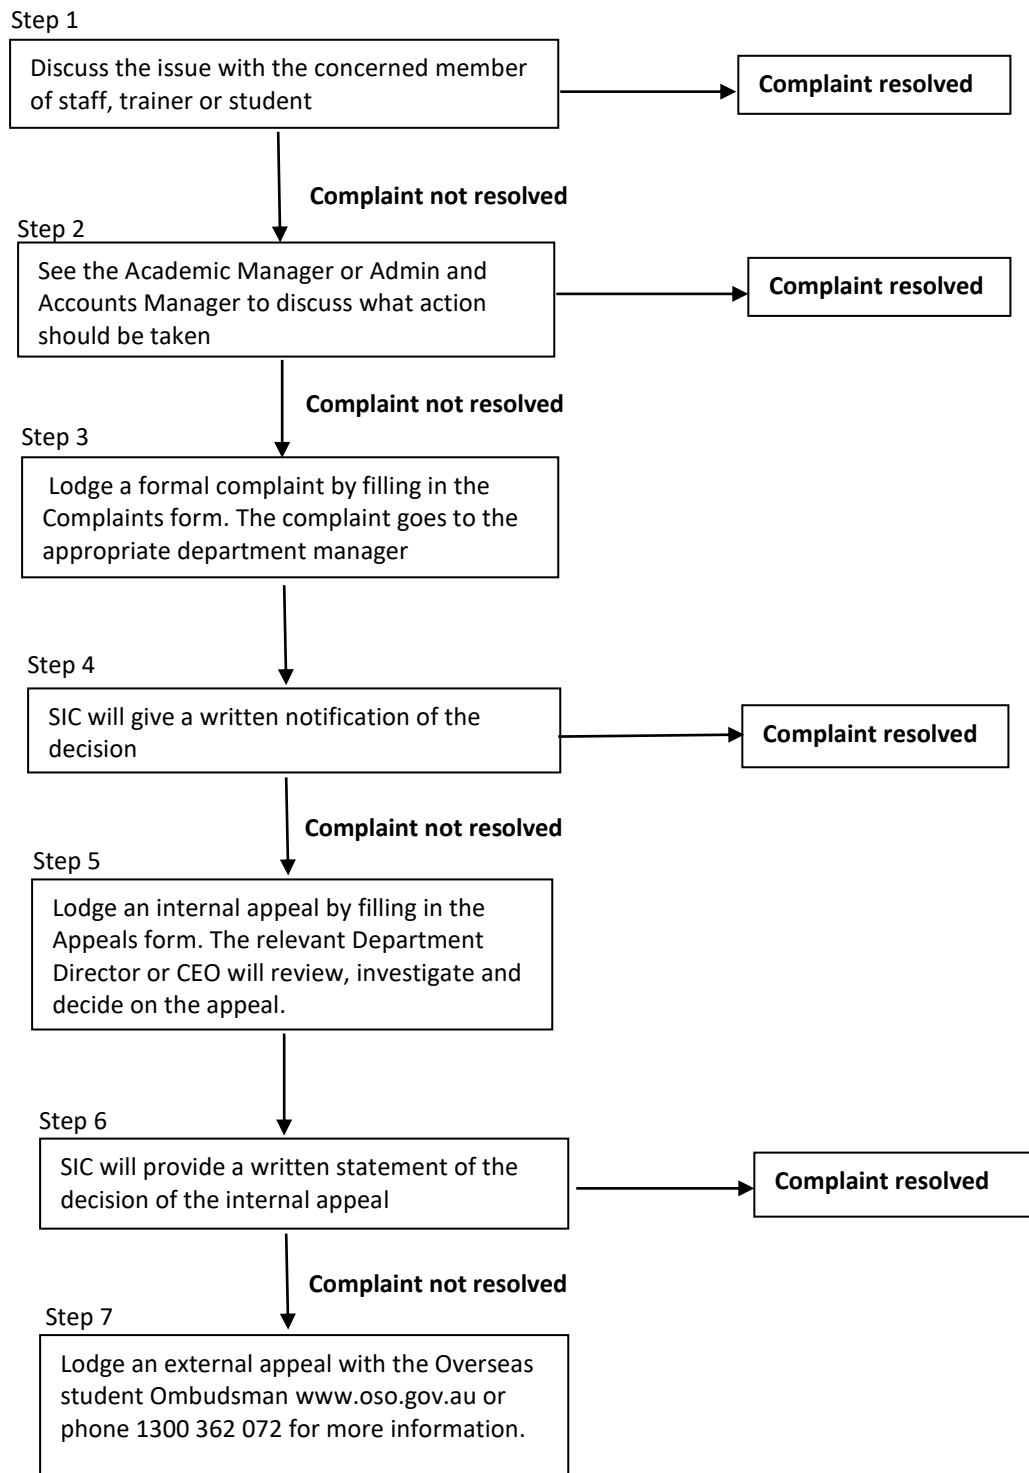 Step 1
Discuss the issue with the concerned member
of staff, trainer or student
Complaint resolved
Complaint not resolved
Step 2
See the Academic Manager or Admin and
Accounts Manager to discuss what action
should be taken
Complaint resolved
Complaint not resolved
Step 3
Lodge a formal complaint by filling in the
Complaints form. The complaint goes to the
appropriate department manager
Step 4
SIC will give a written notification of the
decision
Complaint resolved
Complaint not resolved
Step 5
Lodge an internal appeal by filling in the
Appeals form. The relevant Department
Director or CEO will review, investigate and
decide on the appeal.
Step 6
SIC will provide a written statement of the
decision of the internal appeal
Complaint resolved
Complaint not resolved
Step 7
Lodge an external appeal with the Overseas
student Ombudsman www.oso.gov.au or
phone 1300 362 072 for more information.